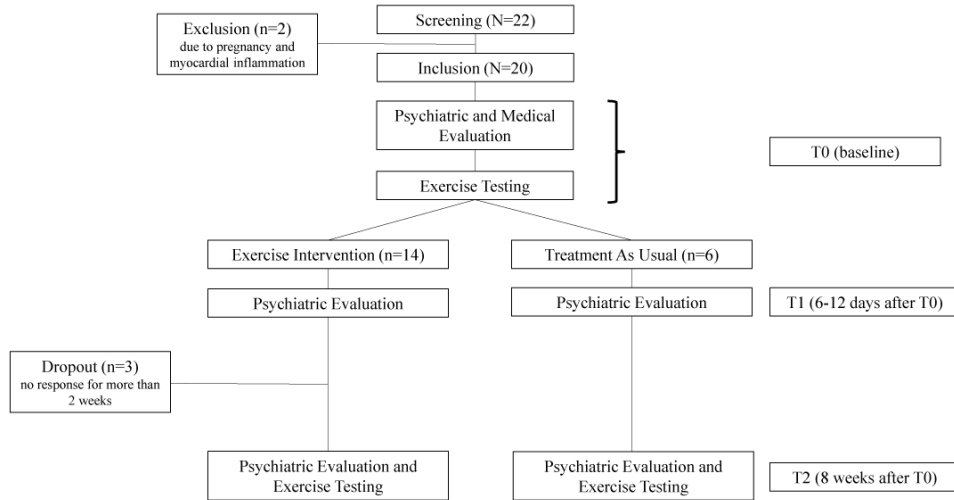 Screening (N=22)
Exclusion (n=2)
due to pregnancy and
myocardial inflammation
Inclusion (N=20)
Psychiatric and Medical
Evaluation
T0 (baseline)
Exercise Testing
Exercise Intervention (n=14)
Treatment As Usual (n=6)
Psychiatric Evaluation
Psychiatric Evaluation
T1 (6-12 days after T0)
Dropout (n=3)
no response for more than
2 weeks
Psychiatric Evaluation and
Exercise Testing
Psychiatric Evaluation and
Exercise Testing
T2 (8 weeks after T0)